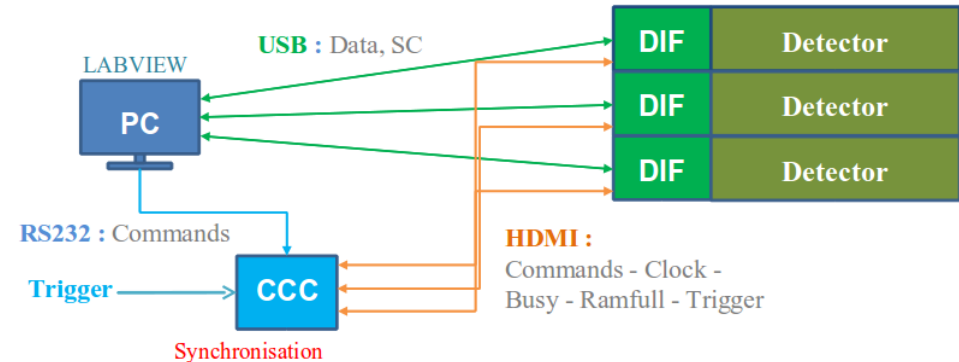 USB : Data, SC
LABVIEW
PC
DIF Detector
DIF Detector
DIF Detector
RS232 : Commands
HDMI :
Commands - Clock -
Busy - Ramfull - Trigger
Trigger
CCC
Synchronisation